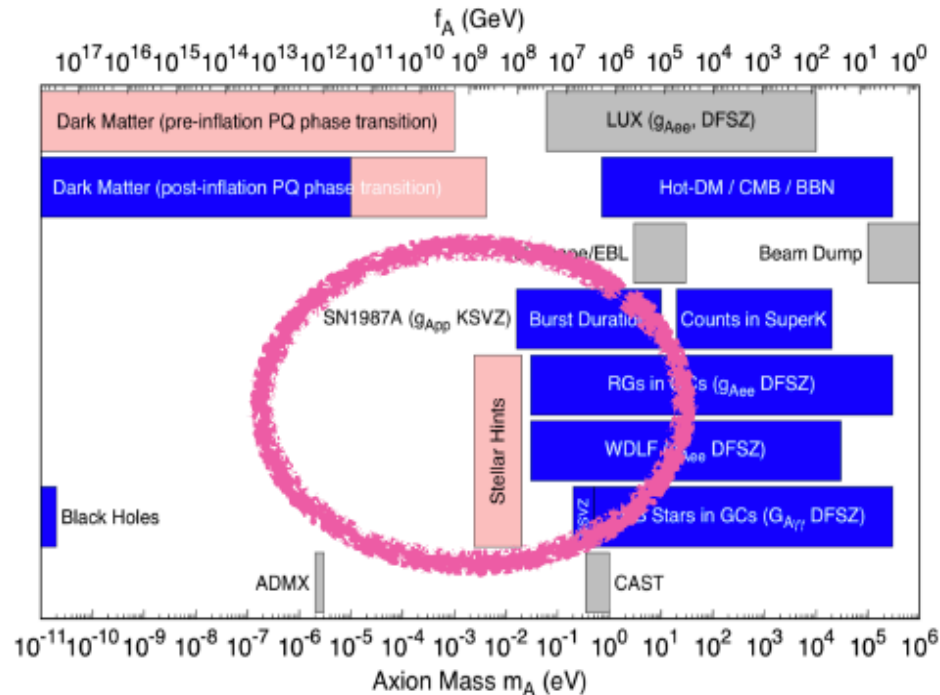 f_A (GeV)
10^17 10^16 10^15 10^14 10^13 10^12 10^11 10^10 10^9 10^8 10^7 10^6 10^5 10^4 10^3 10^2 10^1 10^0
Dark Matter (pre-inflation PQ phase transition)
LUX (g_Aee, DFSZ)
Dark Matter (post-inflation PQ phase transition)
Hot-DM / CMB / BBN
/EBL
Beam Dump
SN1987A (g_App KSVZ)
Burst Duration
Counts in SuperK
RGs in GCs (g_Aee DFSZ)
Stellar Hints
WDLF (g_Aee DFSZ)
Black Holes
Stars in GCs (G_Aγγ, DFSZ)
ADMX
CAST
10^-11 10^-10 10^-9 10^-8 10^-7 10^-6 10^-5 10^-4 10^-3 10^-2 10^-1 10^0 10^1 10^2 10^3 10^4 10^5 10^6
Axion Mass m_A (eV)